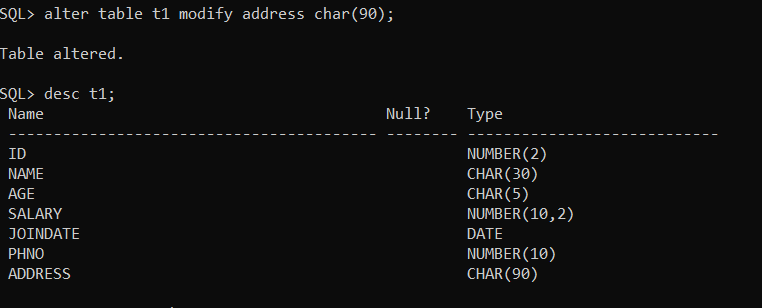 SQL> alter table t1 modify address char(90);
Table altered.
SQL> desc t1;
Name Null? Type
----------------------------------------- -------- ----------------------------
ID NUMBER(2)
NAME CHAR(30)
AGE CHAR(5)
SALARY NUMBER(10,2)
JOINDATE DATE
PHNO NUMBER(10)
ADDRESS CHAR(90)